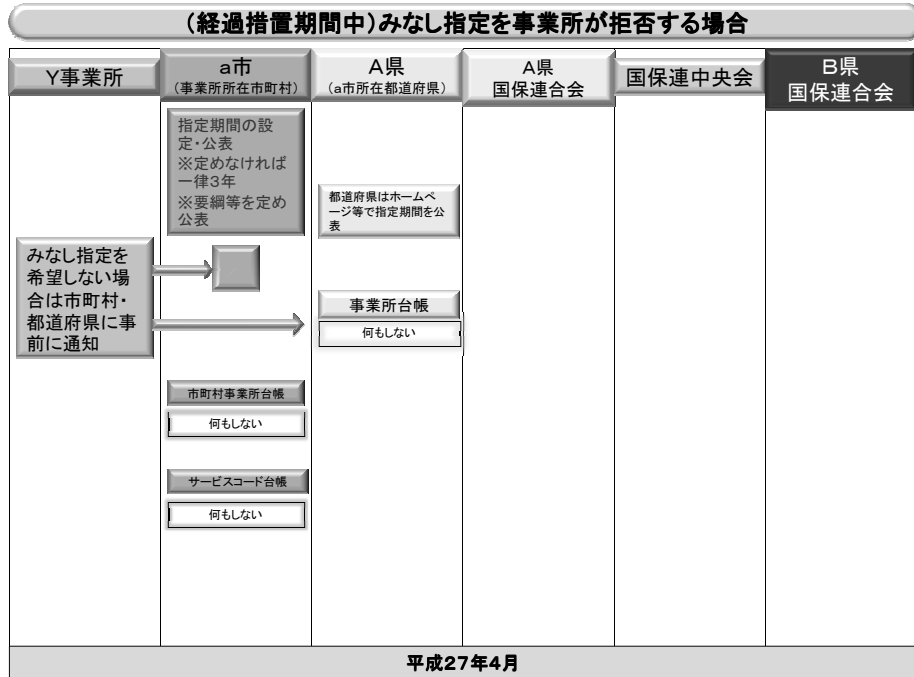 (経過措置期間中)みなし指定を事業所が拒否する場合
Y事業所
a市
(事業所所在市町村)
A県
(a市所在都道府県)
A県
国保連合会
国保連中央会
B県
国保連合会
指定期間の設
定・公表
※定めなければ
一律3年
※要綱等を定め
公表
都道府県はホームペ
ージ等で指定期間を公
表
みなし指定を
希望しない場
合は市町村・
都道府県に事
前に通知
事業所台帳
何もしない
市町村事業所台帳
何もしない
サービスコード台帳
何もしない
平成27年4月